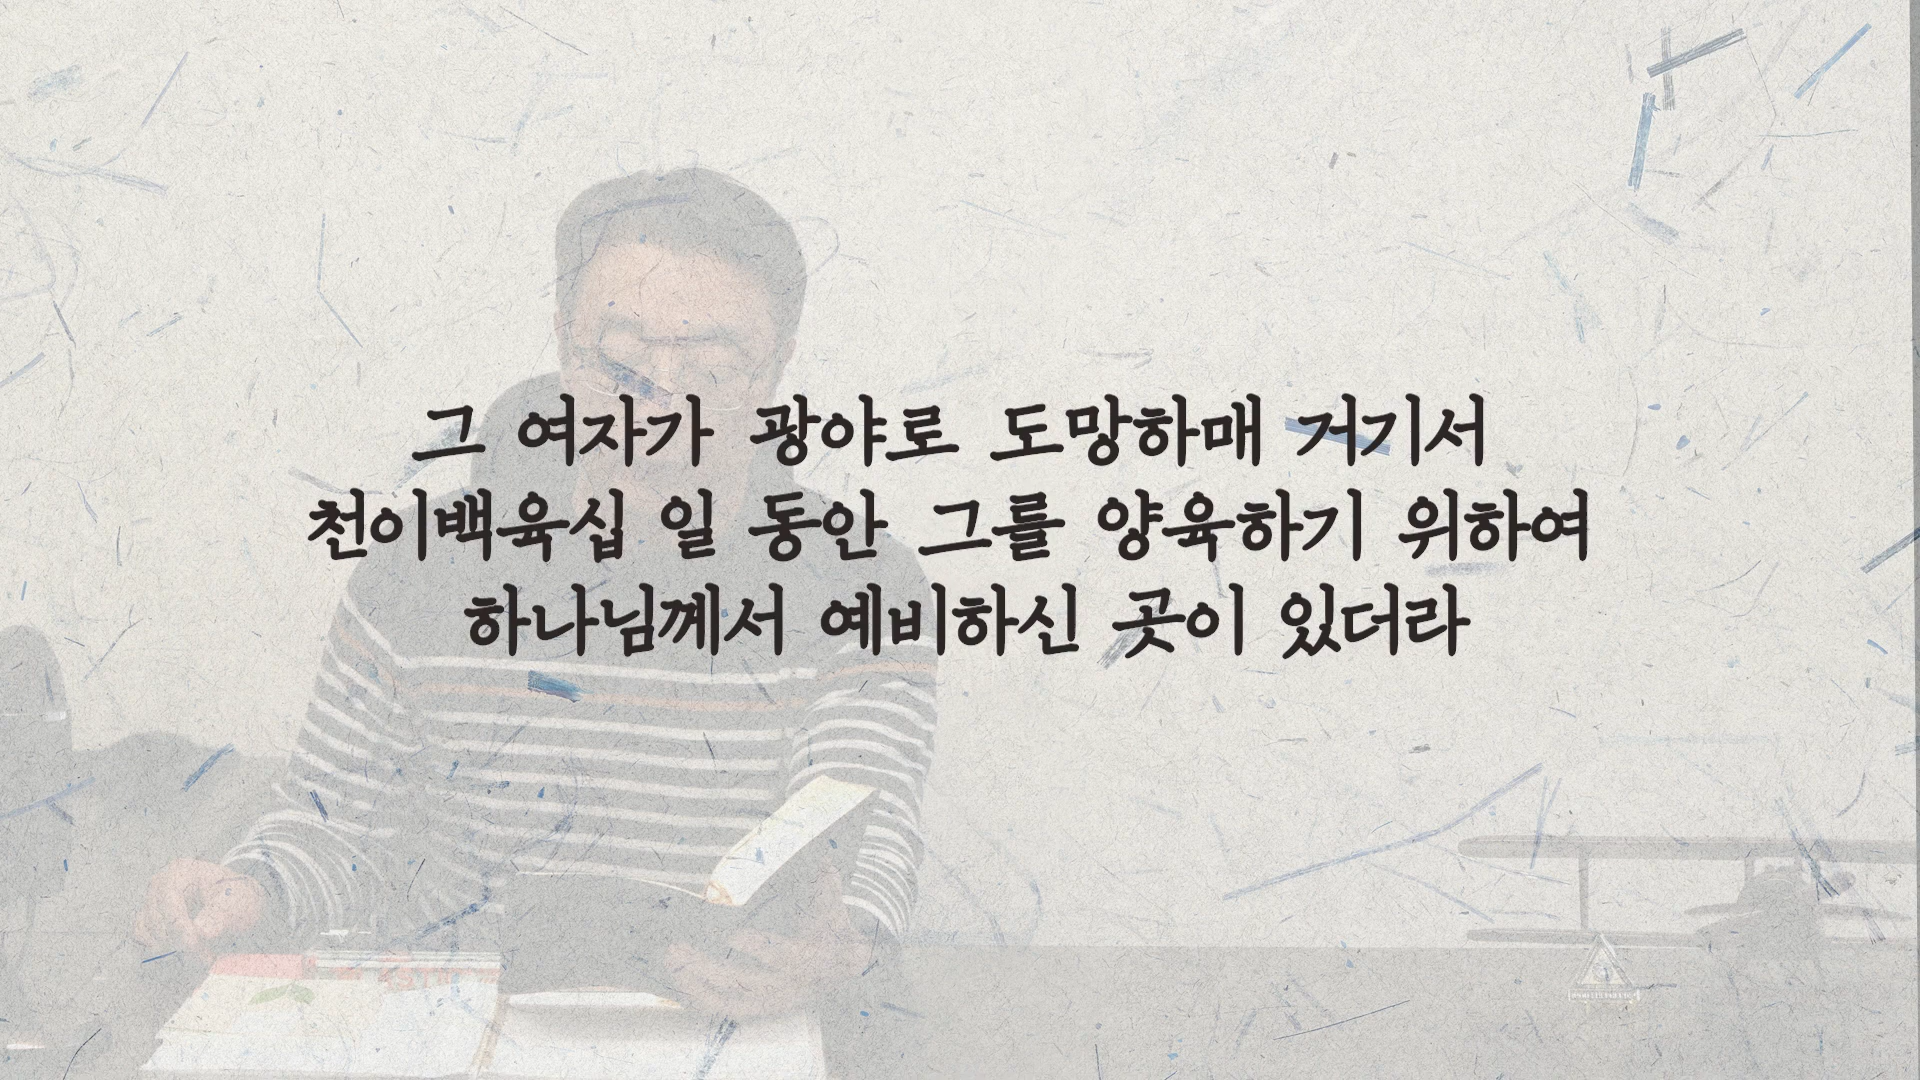 그 여자가 광야로 도망하매 거기서
천이백육십 일 동안 그를 양육하기 위하여
하나님께서 예비하신 곳이 있더라